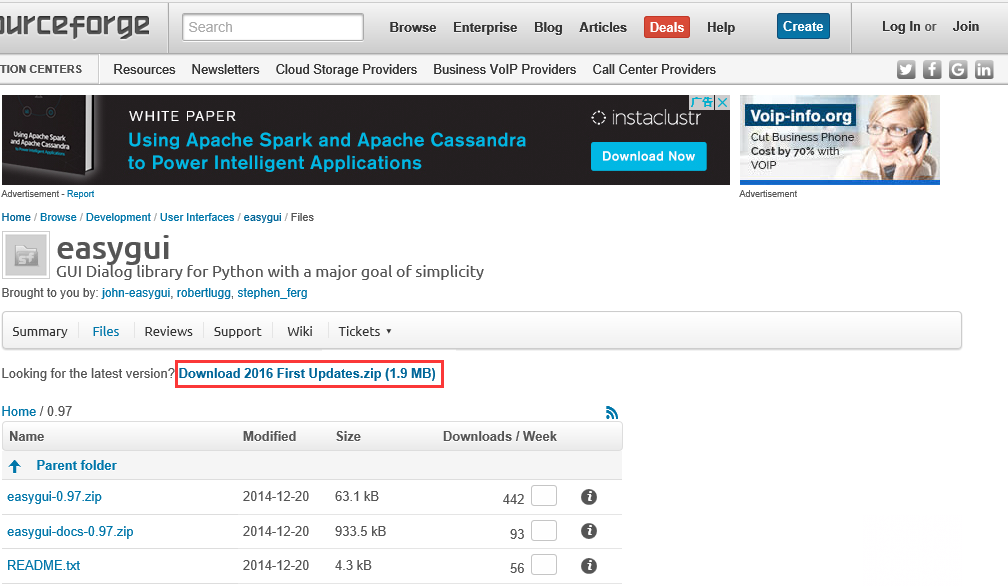 ourceforge
Search
Browse Enterprise Blog Articles Deals Help Create Log In or Join
TION CENTERS Resources Newsletters Cloud Storage Providers Business VoIP Providers Call Center Providers
WHITE PAPER
Using Apache Spark and Apache Cassandra
to Power Intelligent Applications
Using Apache Spark
and Apache Cassandra
to Power Intelligent Applications
instaclustr
Download Now
广告
Voip-info.org
Cut Business Phone
Cost by 70% with
VOIP
Advertisement - Report
Advertisement
Home / Browse / Development / User Interfaces / easygui / Files
sf
easygui
GUI Dialog library for Python with a major goal of simplicity
Brought to you by: john-easygui, robertlugg, stephen_ferg
Summary Files Reviews Support Wiki Tickets
Looking for the latest version? Download 2016 First Updates.zip (1.9 MB)
Home / 0.97
Name Modified Size Downloads / Week
Parent folder
easygui-0.97.zip 2014-12-20 63.1 kB 442
easygui-docs-0.97.zip 2014-12-20 933.5 kB 93
README.txt 2014-12-20 4.3 kB 56